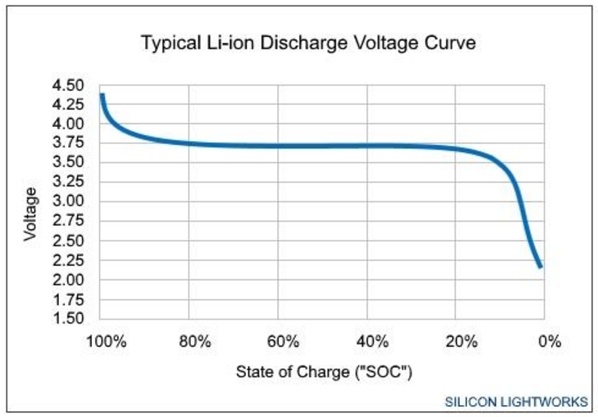 Typical Li-ion Discharge Voltage Curve
4.50
4.25
4.00
3.75
3.50
3.25
3.00
2.75
2.50
2.25
2.00
1.75
1.50
Voltage
100% 80% 60% 40% 20% 0%
State of Charge ("SOC")
SILICON LIGHTWORKS